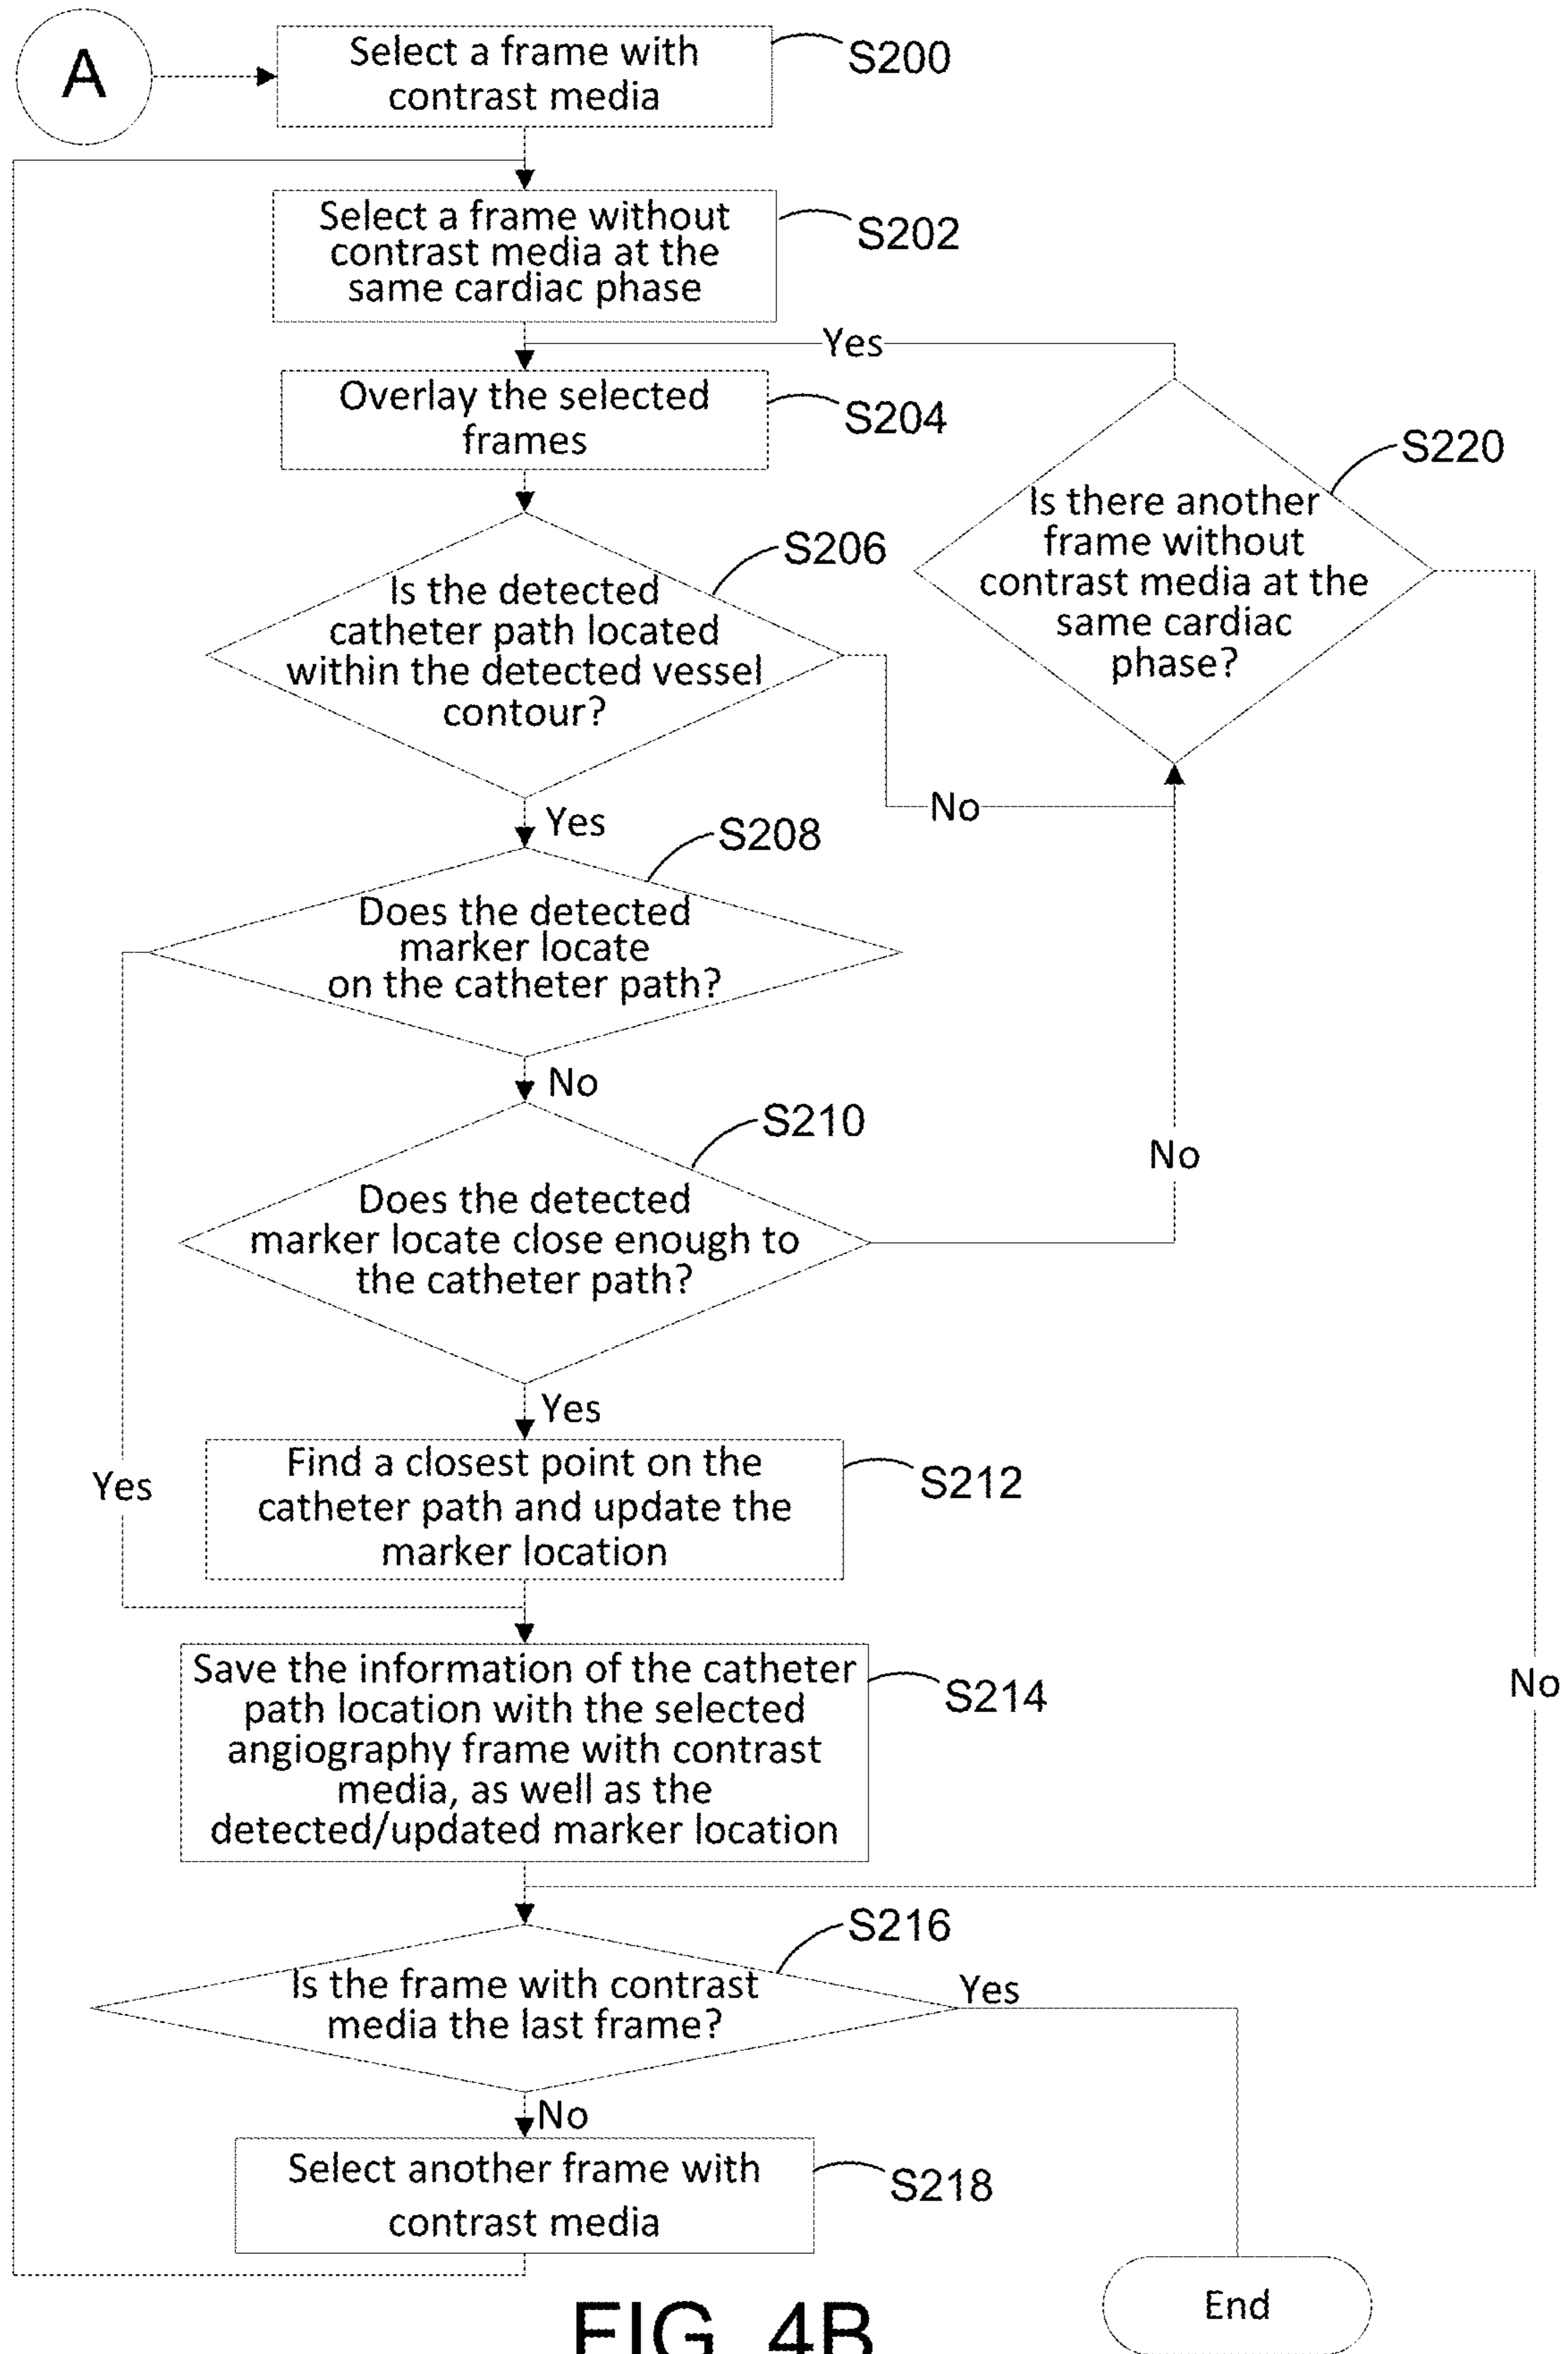 A
Select a frame with
contrast media
S200
Select a frame without
contrast media at the
same cardiac phase
S202
Yes
Overlay the selected
frames
S204
S220
Is there another
frame without
contrast media at the
same cardiac
phase?
S206
Is the detected
catheter path located
within the detected vessel
contour?
No
Yes
S208
Does the detected
marker locate
on the catheter path?
No
S210
No
Does the detected
marker locate close enough to
the catheter path?
Yes
Find a closest point on the
catheter path and update the
marker location
S212
Yes
Save the information of the catheter
path location with the selected
angiography frame with contrast
media, as well as the
detected/updated marker location
S214
No
S216
Is the frame with contrast
media the last frame?
Yes
No
Select another frame with
contrast media
S218
End
FIG. 4B